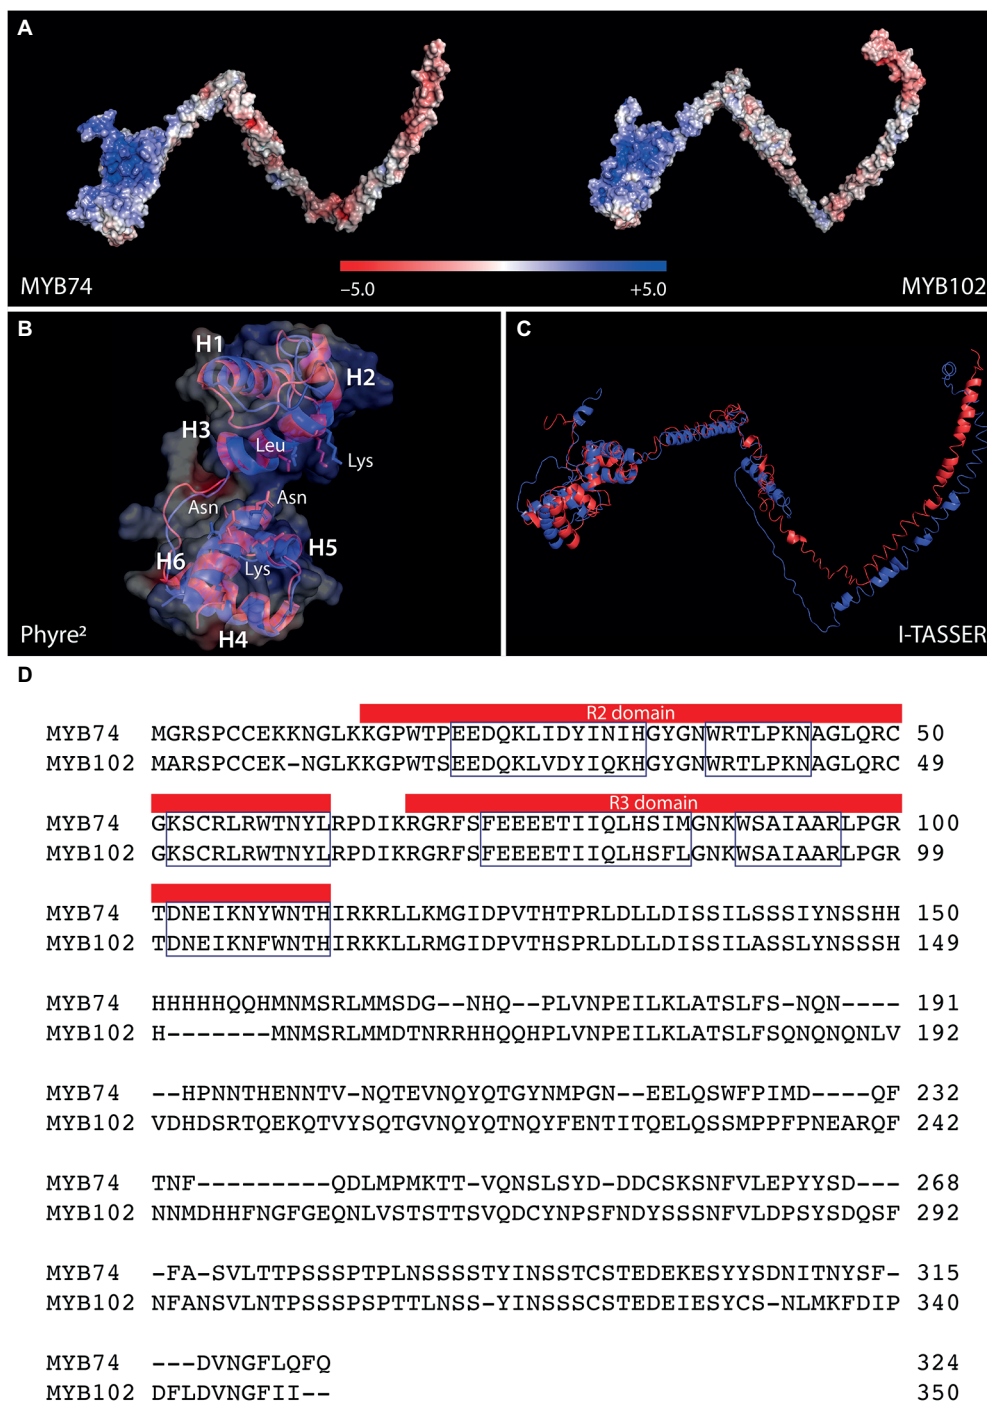 A
MYB74
−5.0
+5.0
MYB102
B
H1
H2
H3
Leu
Lys
Asn
Asn
H5
H6
Lys
H4
Phyre²
C
I-TASSER
D
R2 domain
MYB74 MGRSPCCEKKNGLKKGPWTPEEDQKLIDYINIHGYGNWRTLPKNAGLQRC 50
MYB102 MARSPCCEK-NGLKKGPWTSEEDQKLVDYIQKHGYGNWRTLPKNAGLQRC 49
R3 domain
MYB74 GKSCRLRWTNYLRPDIKRGRFSFEEEETIIQLHSIMGNKWSAIAARLPGR 100
MYB102 GKSCRLRWTNYLRPDIKRGRFSFEEEETIIQLHSFLGNKWSAIAARLPGR 99
MYB74 TDNEIKNYWNTHIRKRLLKMGIDPVTHTPRLDLLDISSILSSSIYNSSHH 150
MYB102 TDNEIKNFWNTHIRKKLLRMGIDPVTHSPRLDLLDISSILASSLYNSSSH 149
MYB74 HHHHHQQHMNMSRLMMSDG--NHQ--PLVNPEILKLATSLFS-NQN---- 191
MYB102 H-------MNMSRLMMDTNRRHHQQHPLVNPEILKLATSLFSQNQNQNLV 192
MYB74 --HPNNTHENNTV-NQTEVNQYQTGYNMPGN--EELQSWFPIMD----QF 232
MYB102 VDHDSRTQEKQTVYSQTGVNQYQTNQYFENTITQELQSSMPPFPNEARQF 242
MYB74 TNF---------QDLMPMKTT-VQNSLSYD-DDCSKSNFVLEPYYSD--- 268
MYB102 NNMDHHFNGFGEQNLVSTSTTSVQDCYNPSFNDYSSSNFVLDPSYSDQSF 292
MYB74 -FA-SVLTTPSSSPTPLNSSSSTYINSSTCSTEDEKESYYSDNITNYSF- 315
MYB102 NFANSVLNTPSSSPSPTTLNSS-YINSSSCSTEDEIESYCS-NLMKFDIP 340
MYB74 ---DVNGFLQFQ 324
MYB102 DFLDVNGFII-- 350